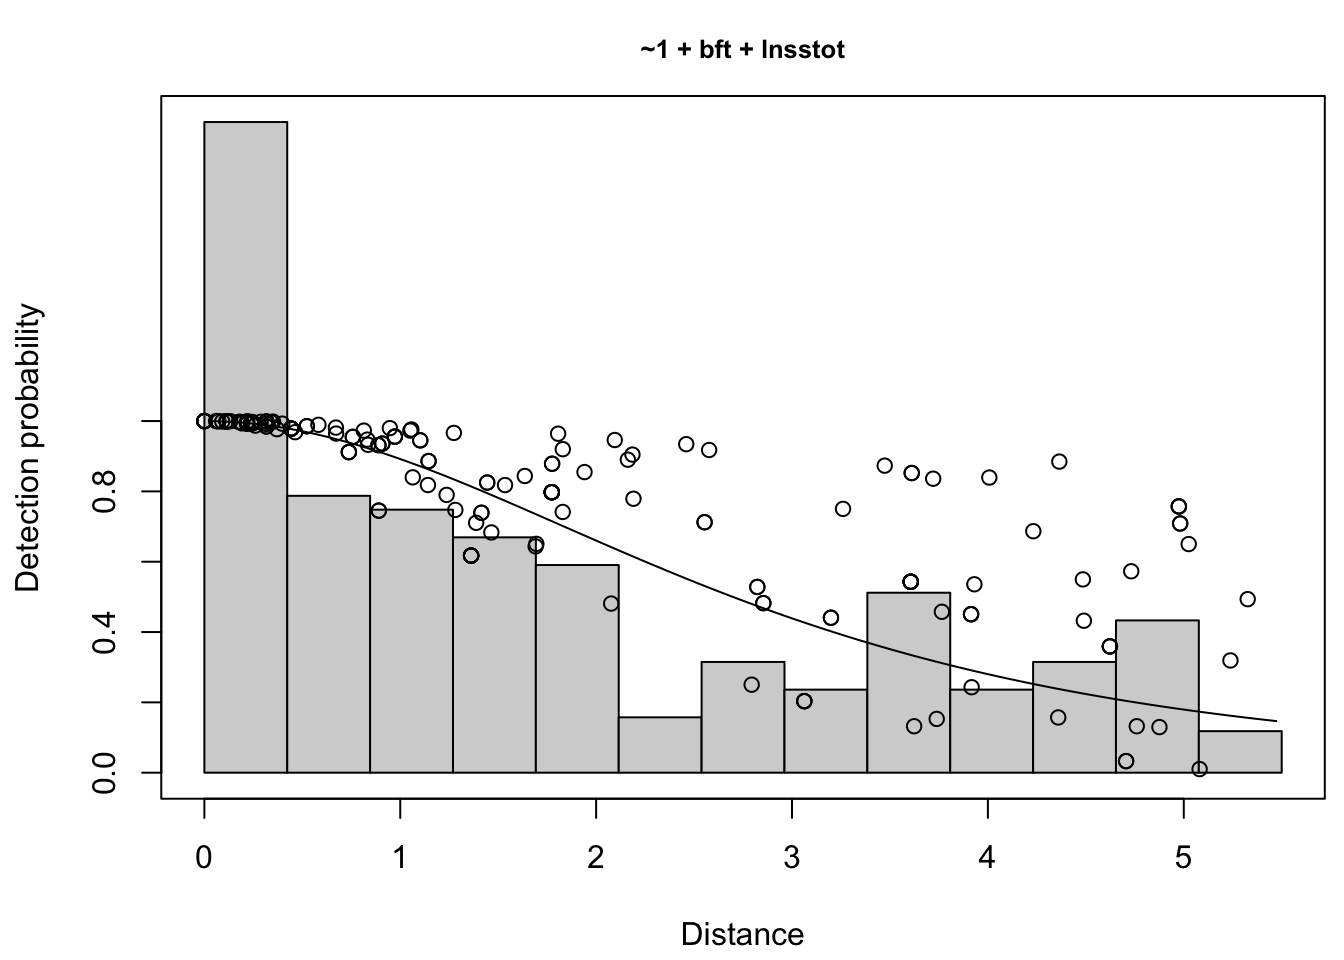 ~1 + bft + lnsstot
Detection probability
0.8
0.4
0.0
0 1 2 3 4 5
Distance